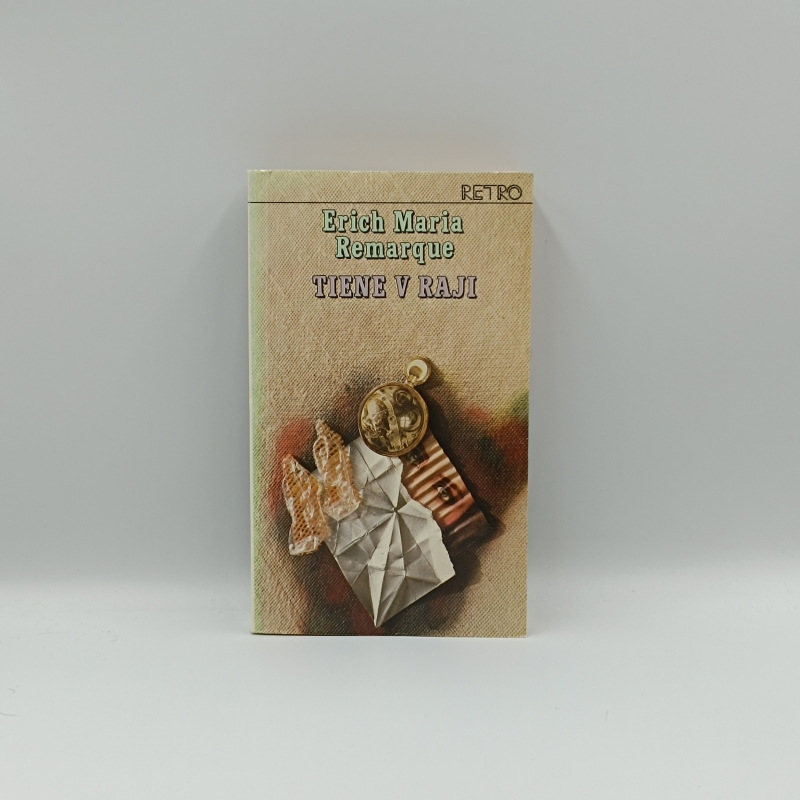 RETRO
Erich Maria
Remarque
TIENE V RAJI